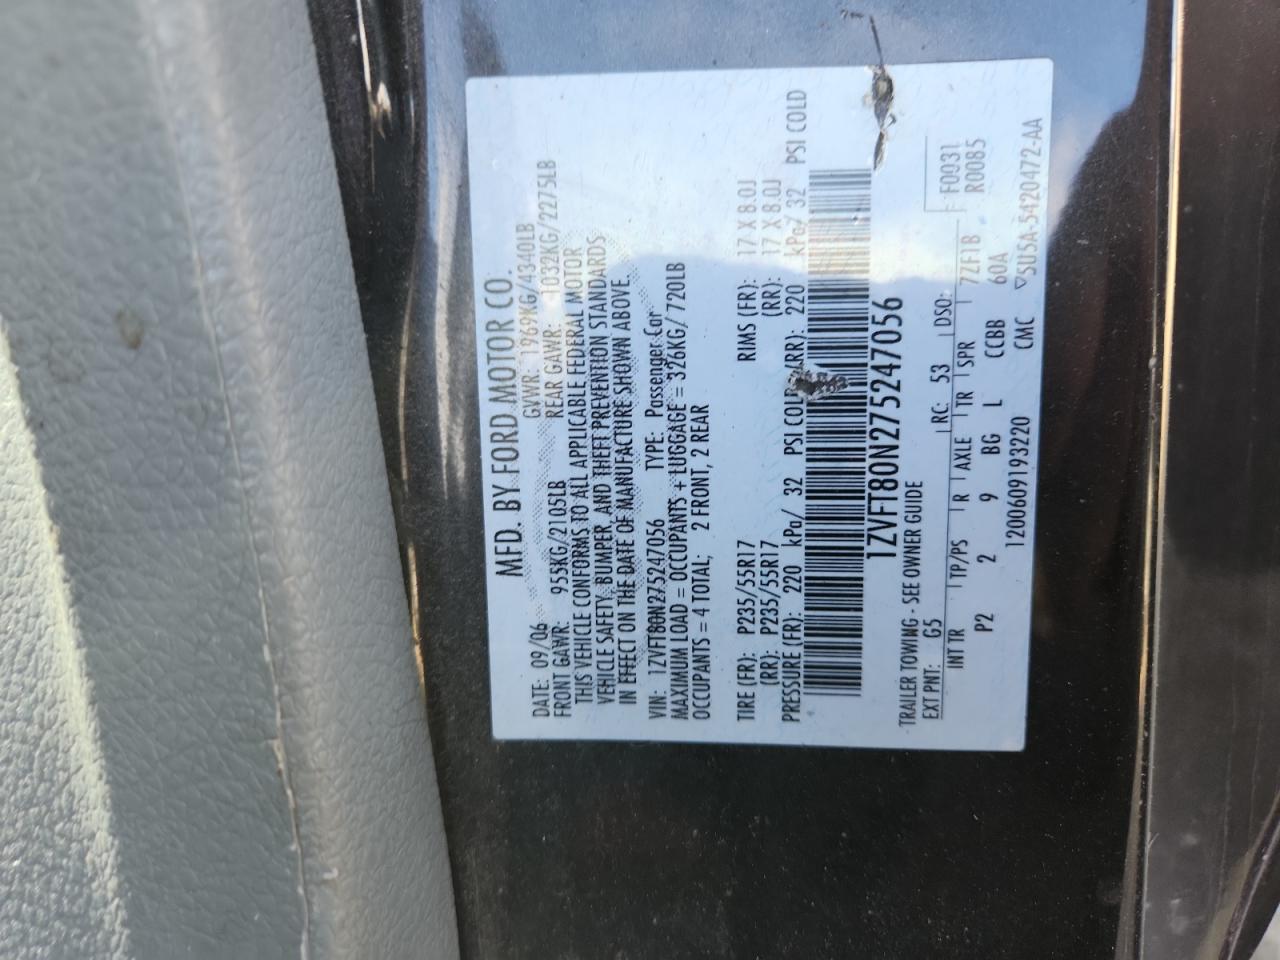 MFD. BY FORD MOTOR CO.
DATE: 09/06 GVWR: 1969KG/4340LB
FRONT GAWR: 955KG/2105LB REAR GAWR: 1032KG/2275LB
THIS VEHICLE CONFORMS TO ALL APPLICABLE FEDERAL MOTOR
VEHICLE SAFETY, BUMPER, AND THEFT PREVENTION STANDARDS
IN EFFECT ON THE DATE OF MANUFACTURE SHOWN ABOVE.
VIN: 1ZVFT80N275247056 TYPE: Passenger Car
MAXIMUM LOAD = OCCUPANTS + LUGGAGE = 326KG/ 720LB
OCCUPANTS = 4 TOTAL; 2 FRONT, 2 REAR
TIRE (FR): P235/55R17 RIMS (FR): 17 X 8.0J
(RR): P235/55R17 (RR): 17 X 8.0J
PRESSURE (FR): 220 kPa/ 32 PSI COLD (RR): 220 kPa/ 32 PSI COLD
1ZVFT80N275247056
TRAILER TOWING - SEE OWNER GUIDE
EXT PNT: G5 RC: 53 DSO: F0031
R0085
INT TR TP/PS R AXLE TR SPR 7ZF1B
P2 2 9 BG L CCBB 60A
1200609193220 CMC ▽5U5A-5420472-AA